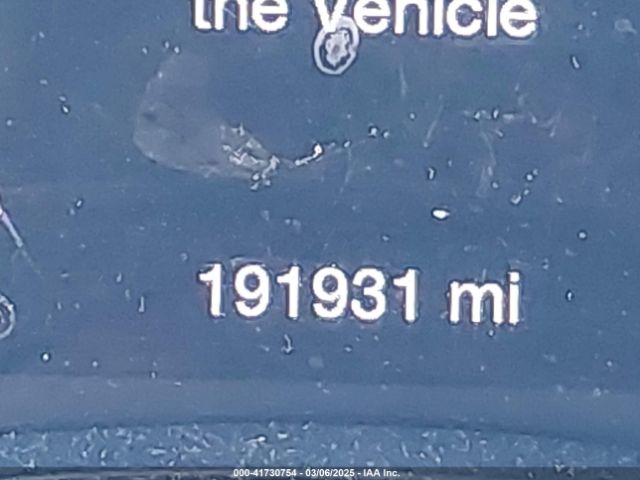 the vehicle
191931 mi
000-41730754 - 03/06/2025 - IAA Inc.